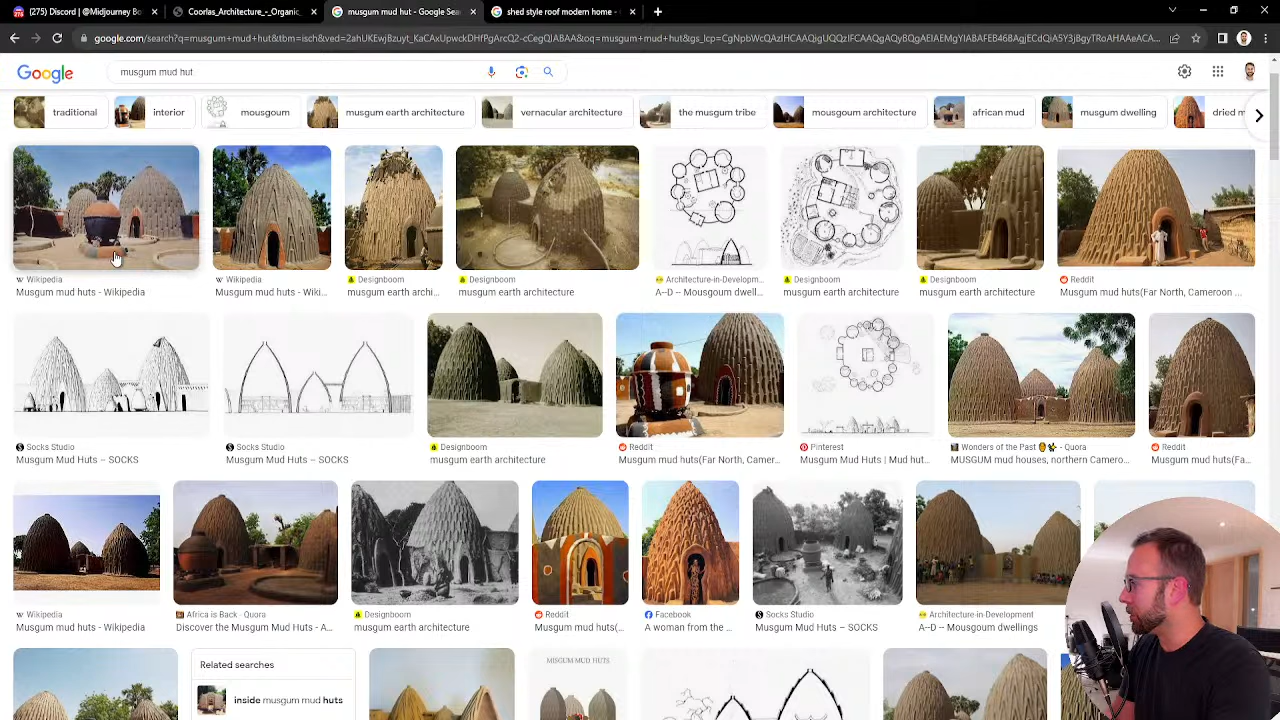 (275) Discord | @Midjourney Bo
Coorlas_Architecture_-_Organic_
musgum mud hut - Google Sea
shed style roof modern home -
google.com/search?q=musgum+mud+hut&tbm=isch&ved=2ahUKEwjBzuyt_KaCAxUpwckDHfPgArcQ2-cCegQIABAA&oq=musgum+mud+hut&gs_lcp=CgNpbWcQAzIHCAAQigUQQzIFCAAQgAQyBQgAEIAEMgYIABAFEB46BAgjECdQiA5Y3jBgyTRoAHAAeACA...
Google
musgum mud hut
traditional
interior
mousgoum
musgum earth architecture
vernacular architecture
the musgum tribe
mousgoum architecture
african mud
musgum dwelling
dried m
Wikipedia
Musgum mud huts - Wikipedia
Wikipedia
Musgum mud huts - Wiki...
Designboom
musgum earth archi...
Designboom
musgum earth architecture
Architecture-in-Developm...
A--D -- Mousgoum dwell...
Designboom
musgum earth architecture
Designboom
musgum earth architecture
Reddit
Musgum mud huts(Far North, Cameroon ...
Socks Studio
Musgum Mud Huts – SOCKS
Socks Studio
Musgum Mud Huts – SOCKS
Designboom
musgum earth architecture
Reddit
Musgum mud huts(Far North, Camer...
Pinterest
Musgum Mud Huts | Mud hut...
Wonders of the Past - Quora
MUSGUM mud houses, northern Camero...
Reddit
Musgum mud huts(Fa...
Wikipedia
Musgum mud huts - Wikipedia
Africa is Back - Quora
Discover the Musgum Mud Huts - A...
Designboom
musgum earth architecture
Reddit
Musgum mud huts(...
Facebook
A woman from the ...
Socks Studio
Musgum Mud Huts – SOCKS
Architecture-in-Development
A--D -- Mousgoum dwellings
Related searches
inside musgum mud huts
MISGUM MUD HUTS